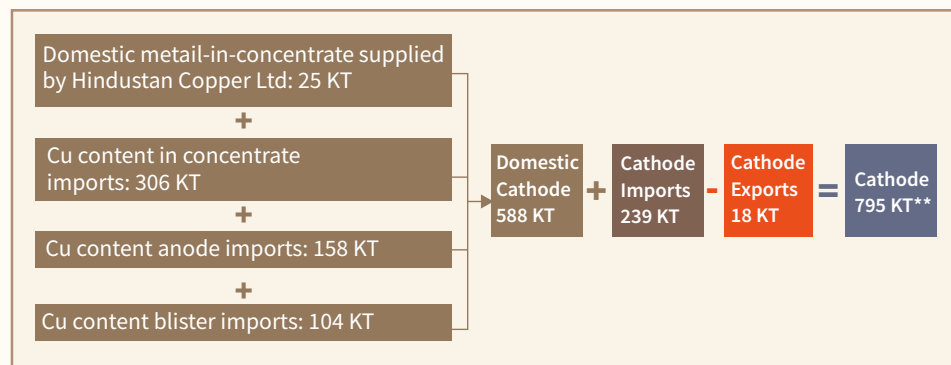 Domestic metail-in-concentrate supplied
by Hindustan Copper Ltd: 25 KT
+
Cu content in concentrate
imports: 306 KT
+
Cu content anode imports: 158 KT
+
Cu content blister imports: 104 KT
Domestic
Cathode
588 KT
+
Cathode
Imports
239 KT
-
Cathode
Exports
18 KT
=
Cathode
795 KT**